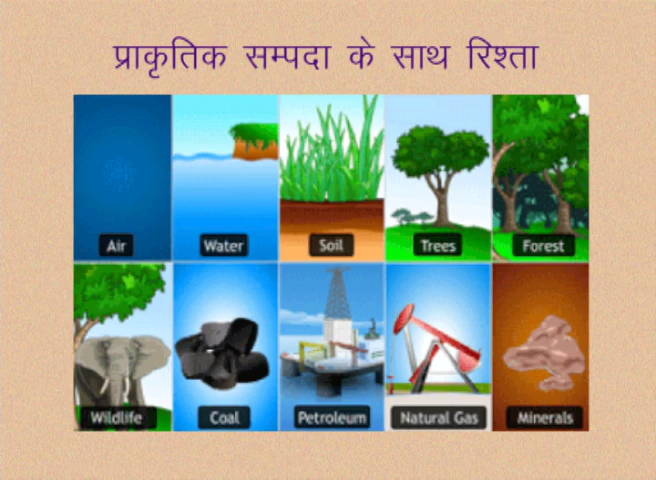 प्राकृतिक सम्पदा के साथ रिश्ता
Air Water Soil Trees Forest
Wildlife Coal Petroleum Natural Gas Minerals